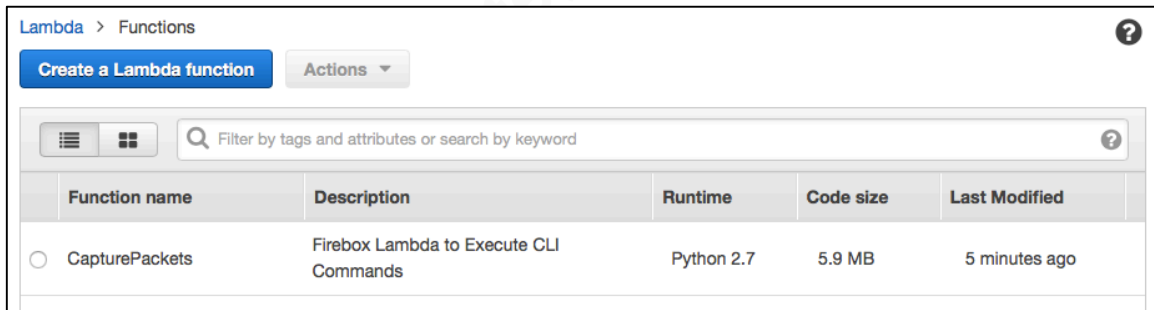 Lambda > Functions
Create a Lambda function Actions
Filter by tags and attributes or search by keyword
Function name Description Runtime Code size Last Modified
CapturePackets Firebox Lambda to Execute CLI Python 2.7 5.9 MB 5 minutes ago
Commands